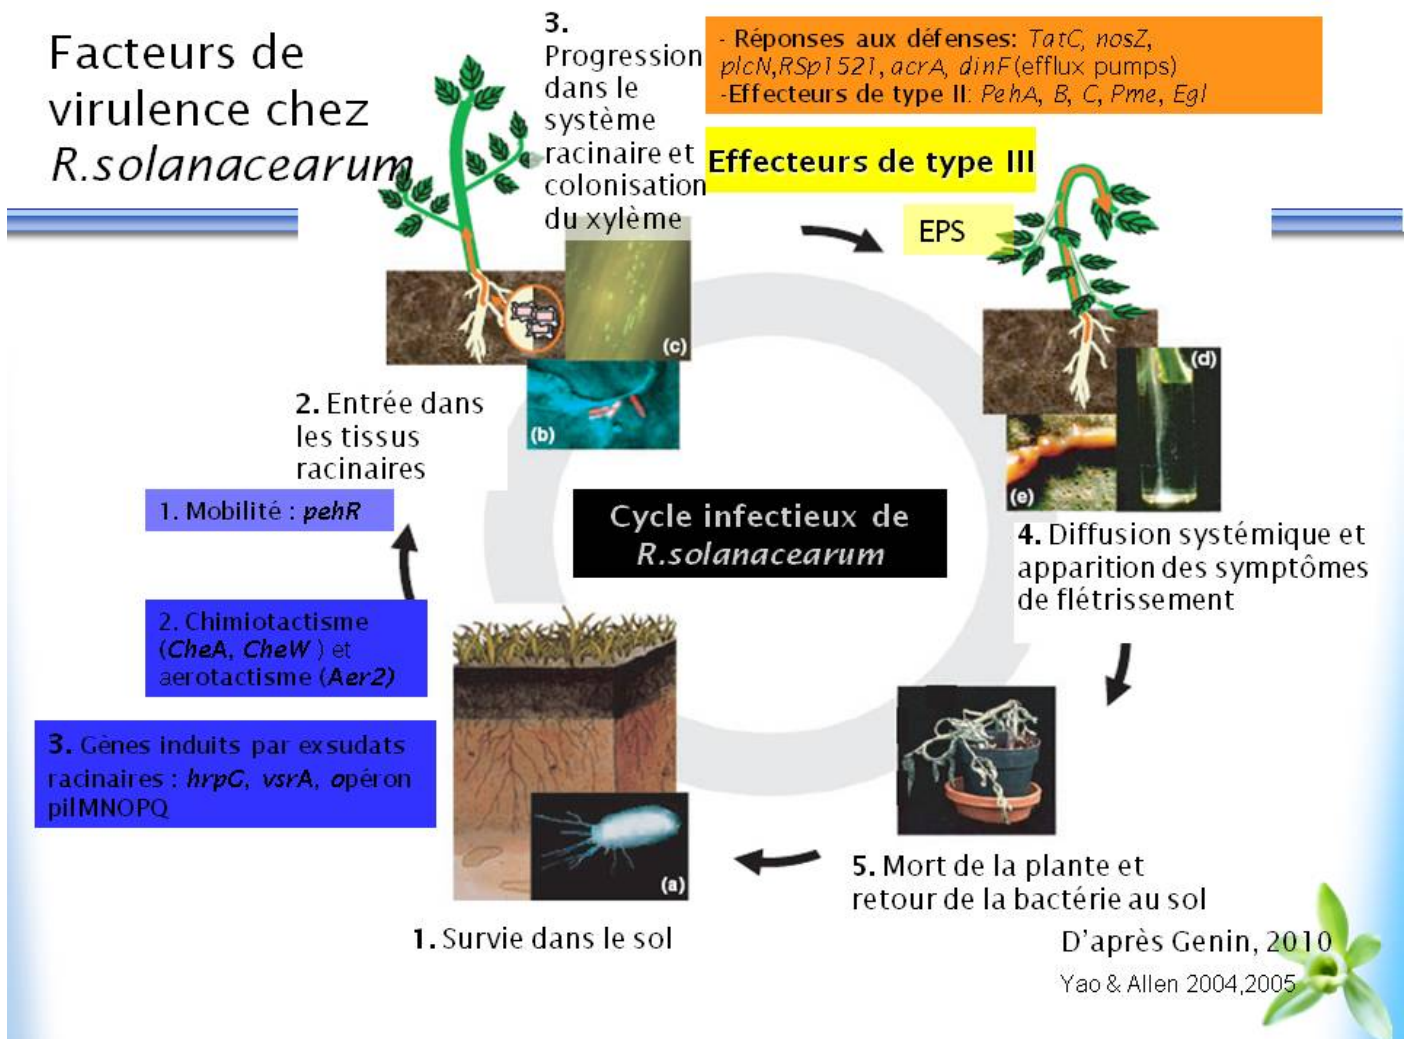 Facteurs de
virulence chez
R.solanacearum
3.
Progression
dans le
système
racinaire et
colonisation
du xylème
- Réponses aux défenses: TatC, nosZ,
plcN,RSp1521, acrA, dinF(efflux pumps)
-Effecteurs de type II: PehA, B, C, Pme, Egl
Effecteurs de type III
EPS
(c)
(b)
(d)
(e)
2. Entrée dans
les tissus
racinaires
1. Mobilité : pehR
Cycle infectieux de
R.solanacearum
4. Diffusion systémique et
apparition des symptômes
de flétrissement
2. Chimiotactisme
(CheA, CheW ) et
aerotactisme (Aer2)
3. Gènes induits par exsudats
racinaires : hrpG, vsrA, opéron
pilMNOPQ
(a)
1. Survie dans le sol
5. Mort de la plante et
retour de la bactérie au sol
D'après Genin, 2010
Yao & Allen 2004,2005